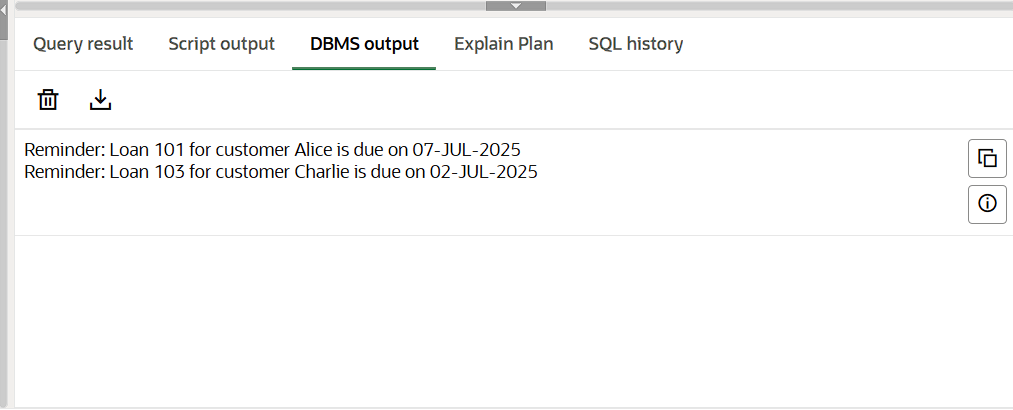 Query result Script output DBMS output Explain Plan SQL history
Reminder: Loan 101 for customer Alice is due on 07-JUL-2025
Reminder: Loan 103 for customer Charlie is due on 02-JUL-2025